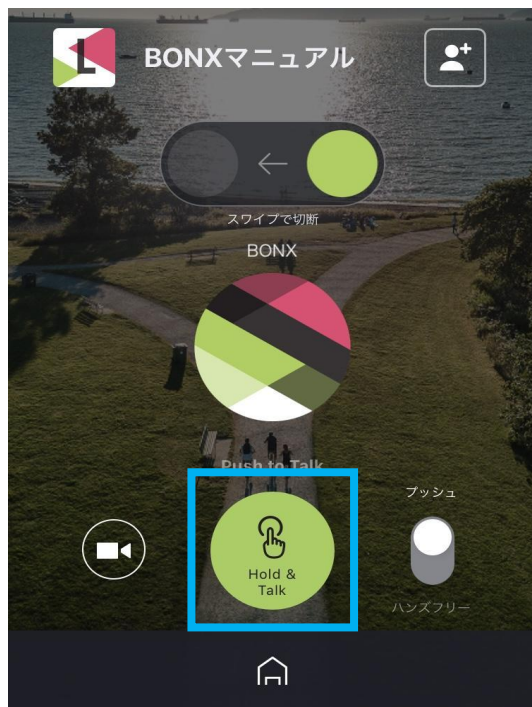 L
BONXマニュアル
スワイプで切断
BONX
Push to Talk
プッシュ
Hold &
Talk
ハンズフリー